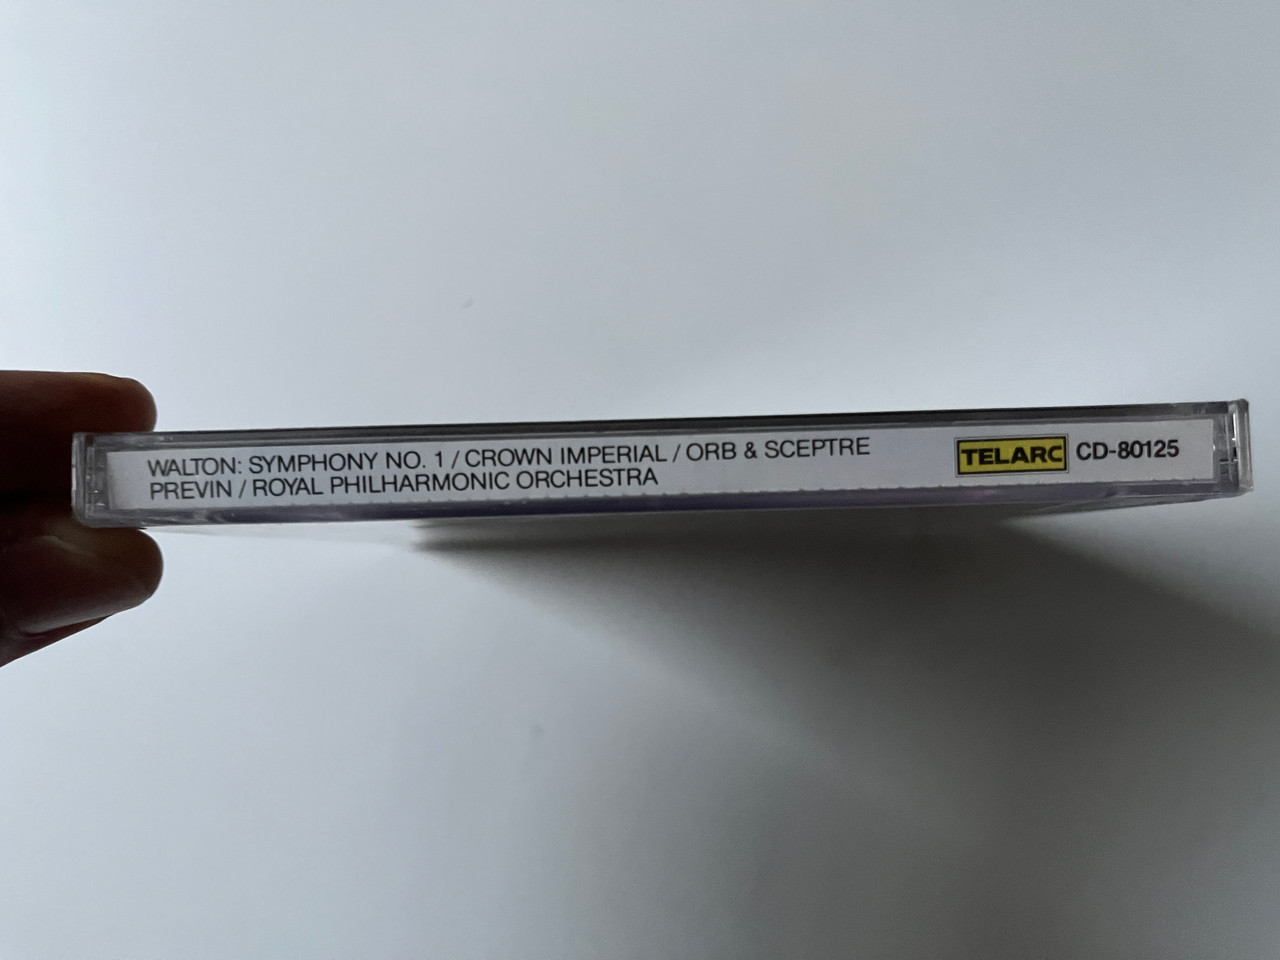 WALTON: SYMPHONY NO. 1 / CROWN IMPERIAL / ORB & SCEPTRE
PREVIN / ROYAL PHILHARMONIC ORCHESTRA
TELARC CD-80125